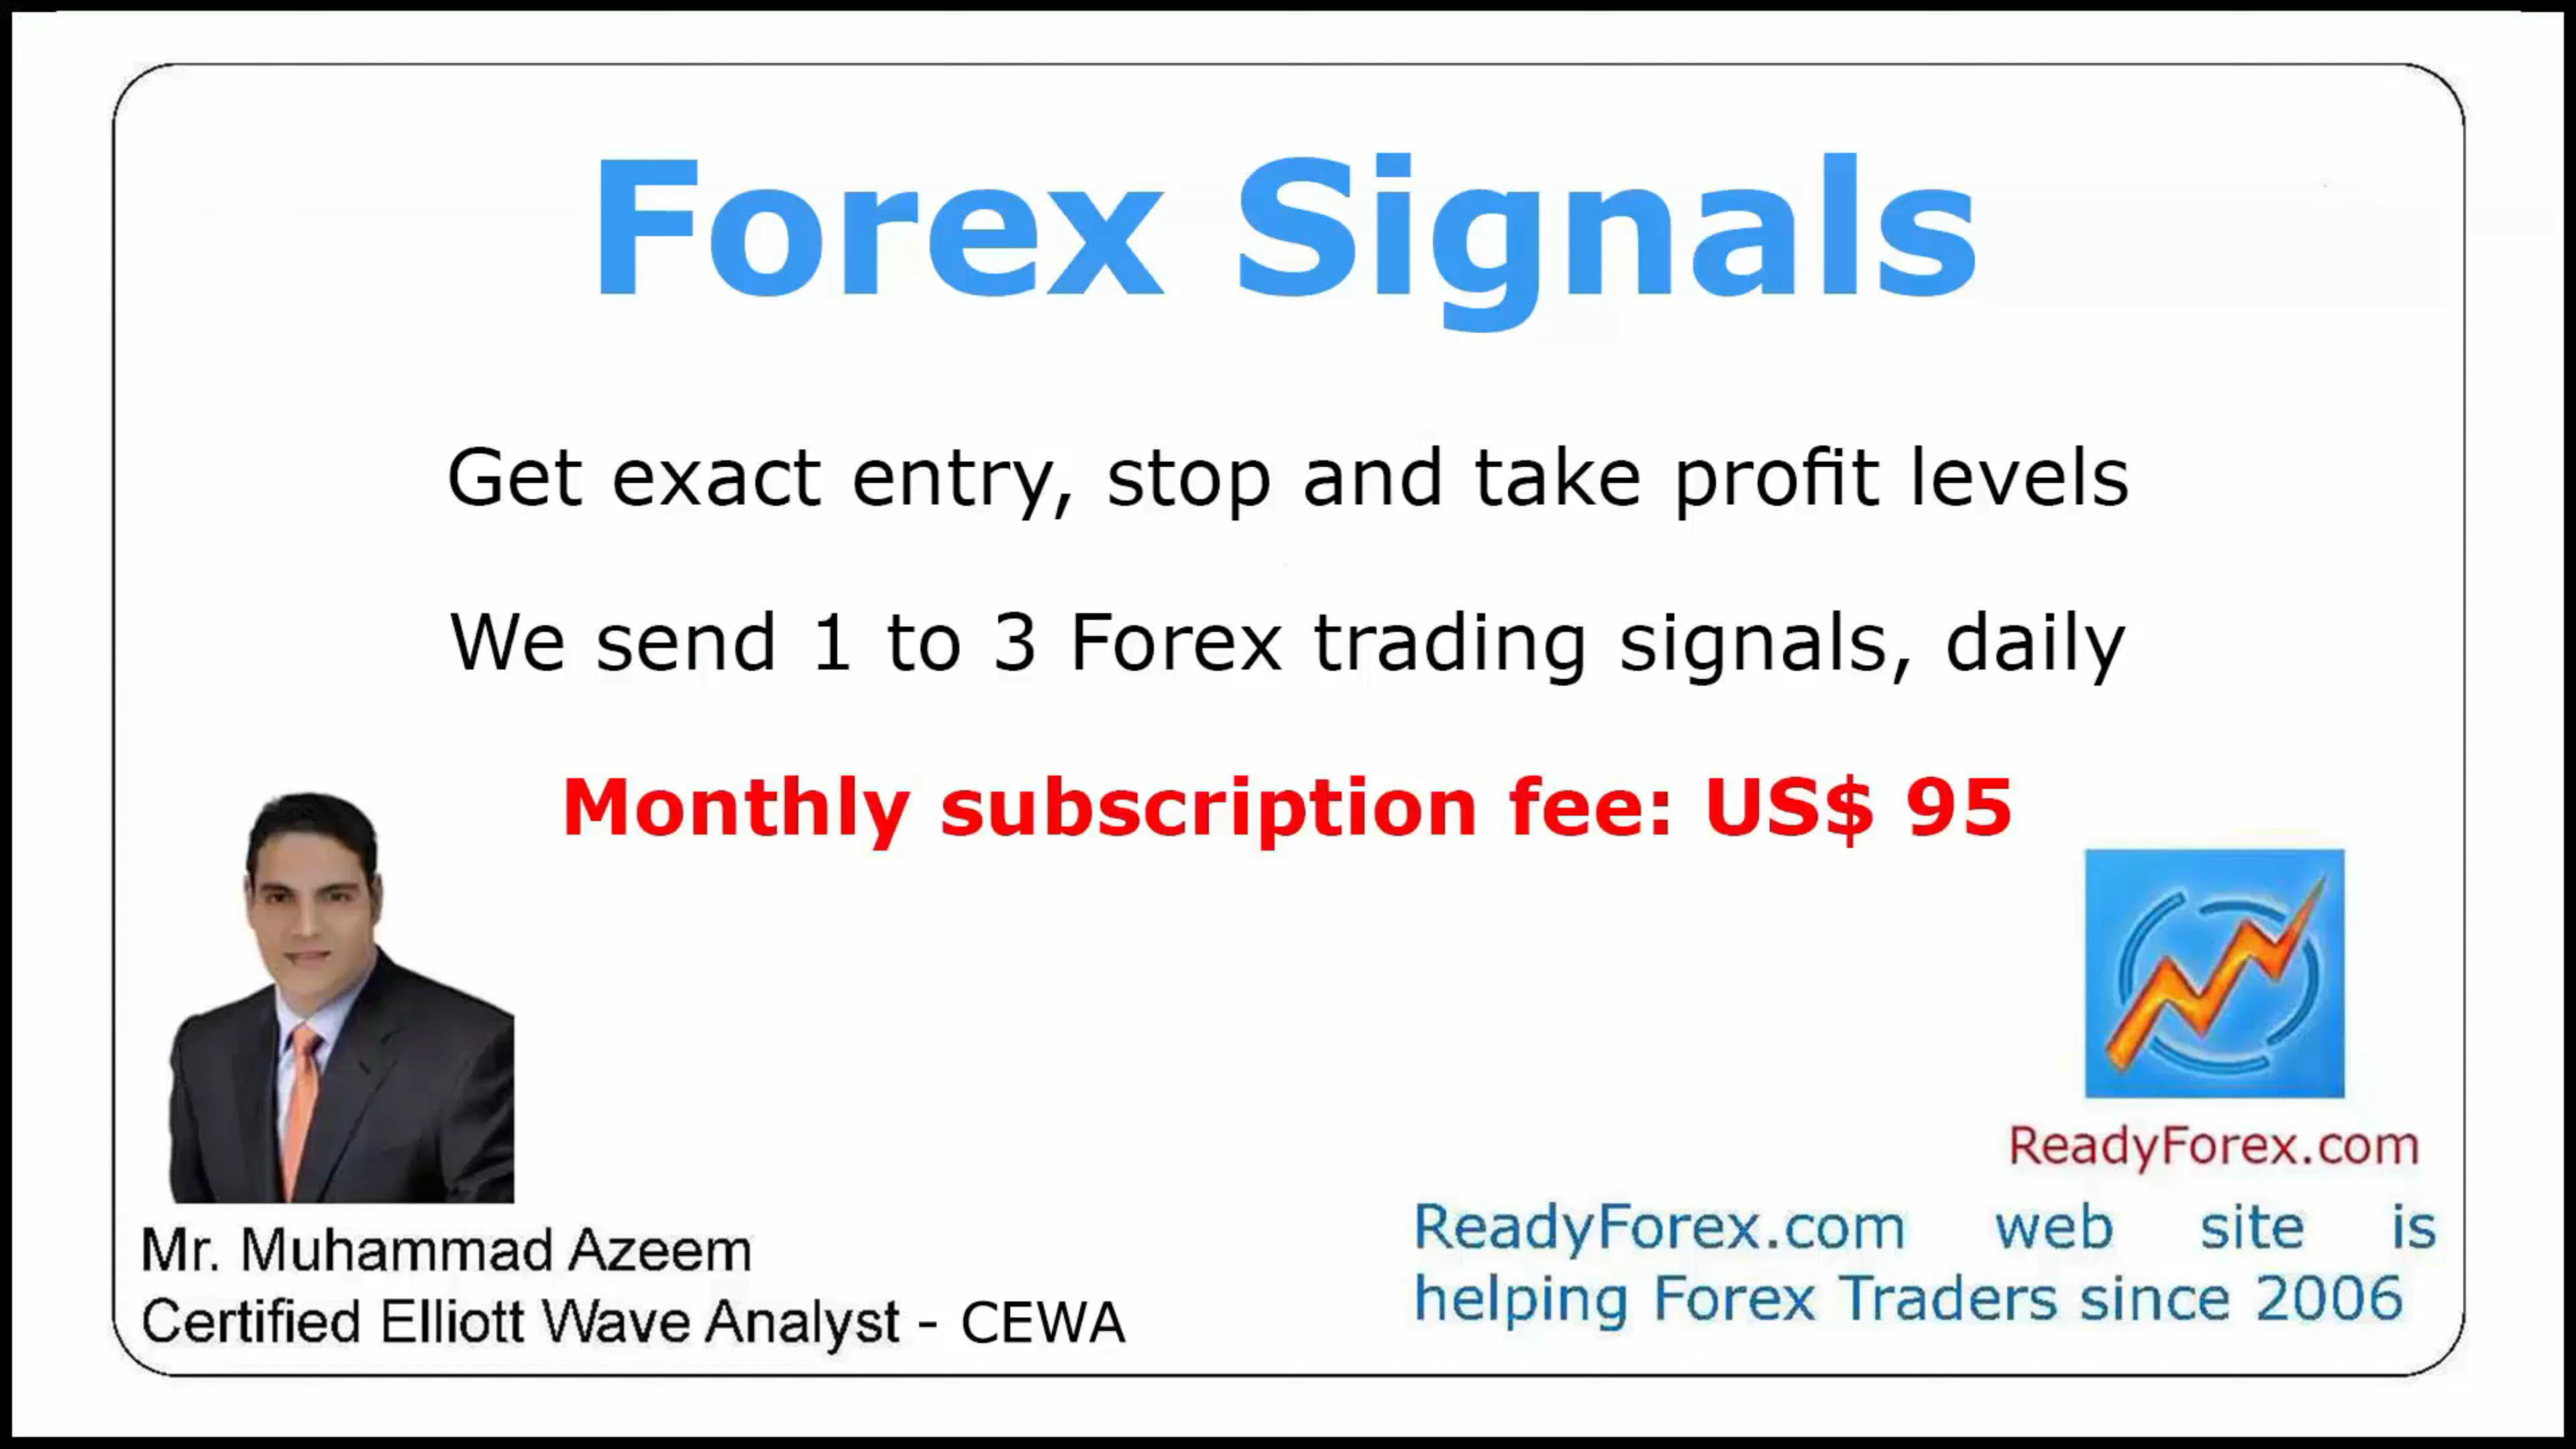 Forex Signals
Get exact entry, stop and take profit levels
We send 1 to 3 Forex trading signals, daily
Monthly subscription fee: US$ 95
Mr. Muhammad Azeem
Certified Elliott Wave Analyst - CEWA
ReadyForex.com
ReadyForex.com web site is
helping Forex Traders since 2006